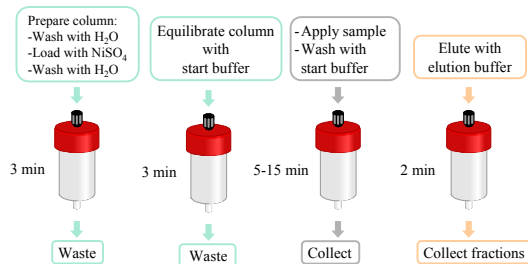 Prepare column:
-Wash with H₂O
-Load with NiSO₄
-Wash with H₂O
Equilibrate column
with
start buffer
- Apply sample
- Wash with
start buffer
Elute with
elution buffer
3 min
3 min
5-15 min
2 min
Waste
Waste
Collect
Collect fractions